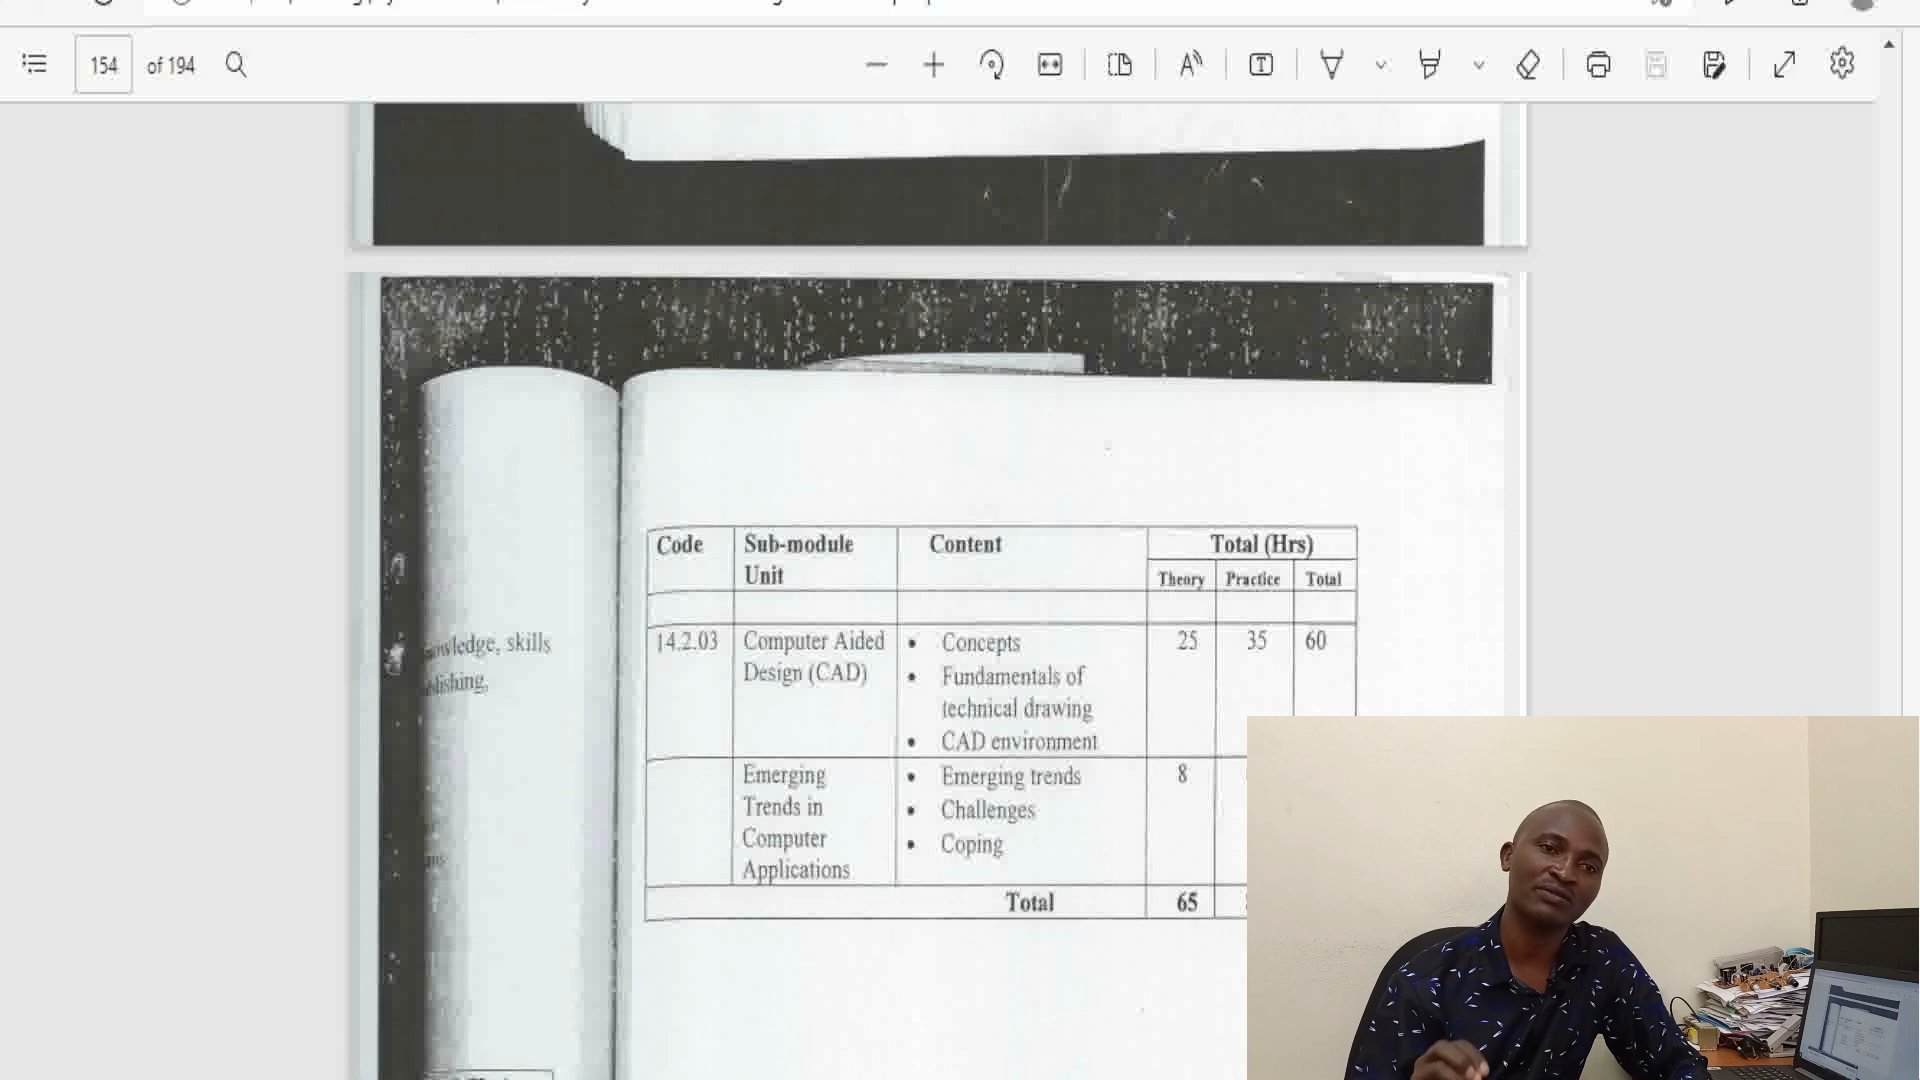 154 of 194
Code Sub-module Unit Content Total (Hrs)
Theory Practice Total
14.2.03 Computer Aided Design (CAD) • Concepts 25 35 60
• Fundamentals of technical drawing
• CAD environment
Emerging Trends in Computer Applications • Emerging trends 8
• Challenges
• Coping
Total 65
skills